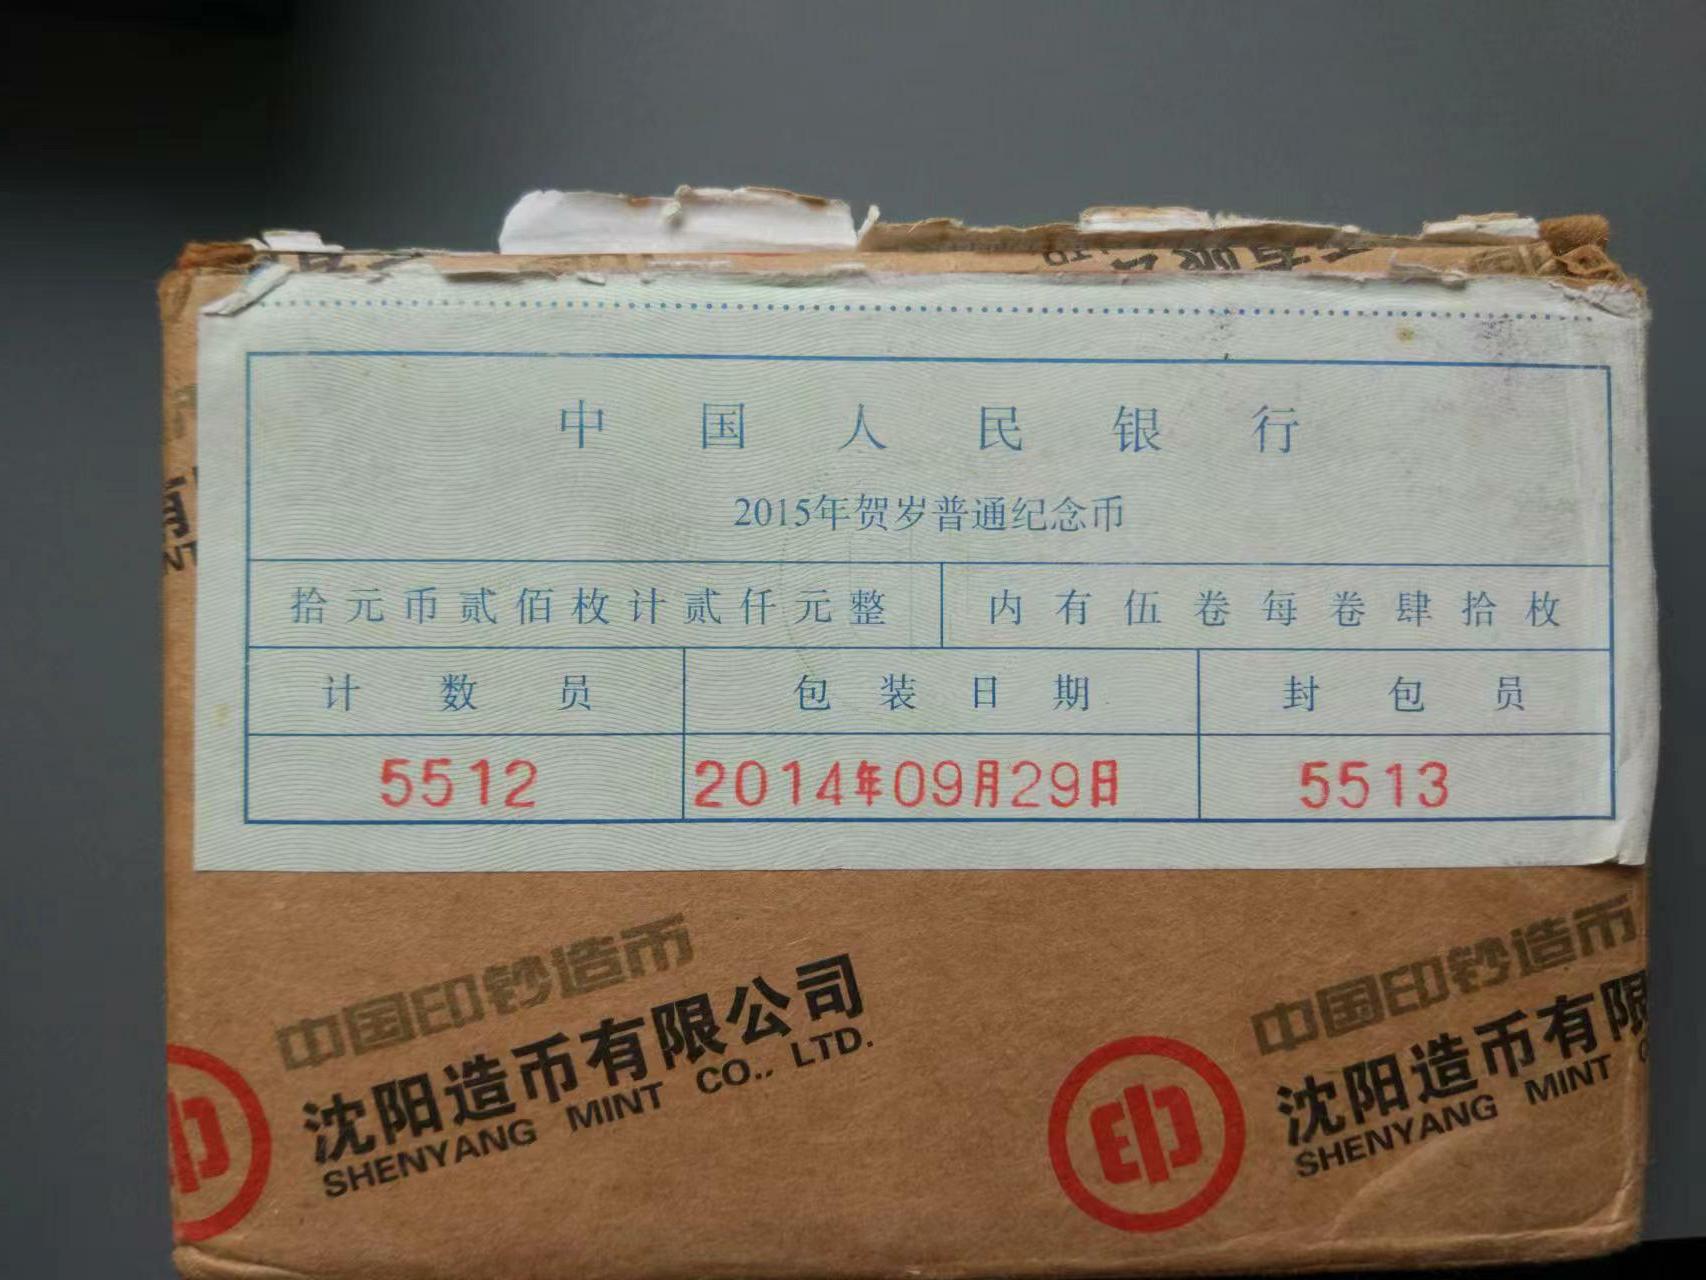 中国人民银行
2015年贺岁普通纪念币
拾元币贰佰枚计贰仟元整
内有伍卷每卷肆拾枚
计数员
包装日期
封包员
5512
2014年09月29日
5513
中国印钞造币
沈阳造币有限公司
SHENYANG MINT CO., LTD.
中国印钞造币
沈阳造币有限
SHENYANG MINT